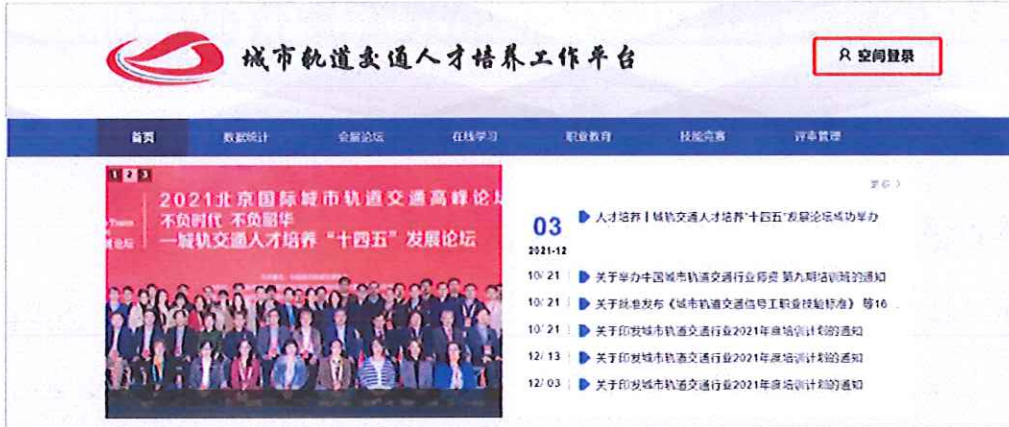 城市轨道交通人才培养工作平台
空间登录
首页 数据统计 会展论坛 在线学习 职业教育 技能竞赛 评审管理
1 2 3
2021北京国际城市轨道交通高峰论坛
不负时代 不负韶华
—城轨交通人才培养“十四五”发展论坛
更多 >
03
2021-12
人才培养丨城轨交通人才培养“十四五”发展论坛成功举办
10/21 关于举办中国城市轨道交通行业师资 第九期培训班的通知
10/21 关于批准发布《城市轨道交通信号工职业技能标准》 等16...
10/21 关于印发城市轨道交通行业2021年度培训计划的通知
12/13 关于印发城市轨道交通行业2021年度培训计划的通知
12/03 关于印发城市轨道交通行业2021年度培训计划的通知